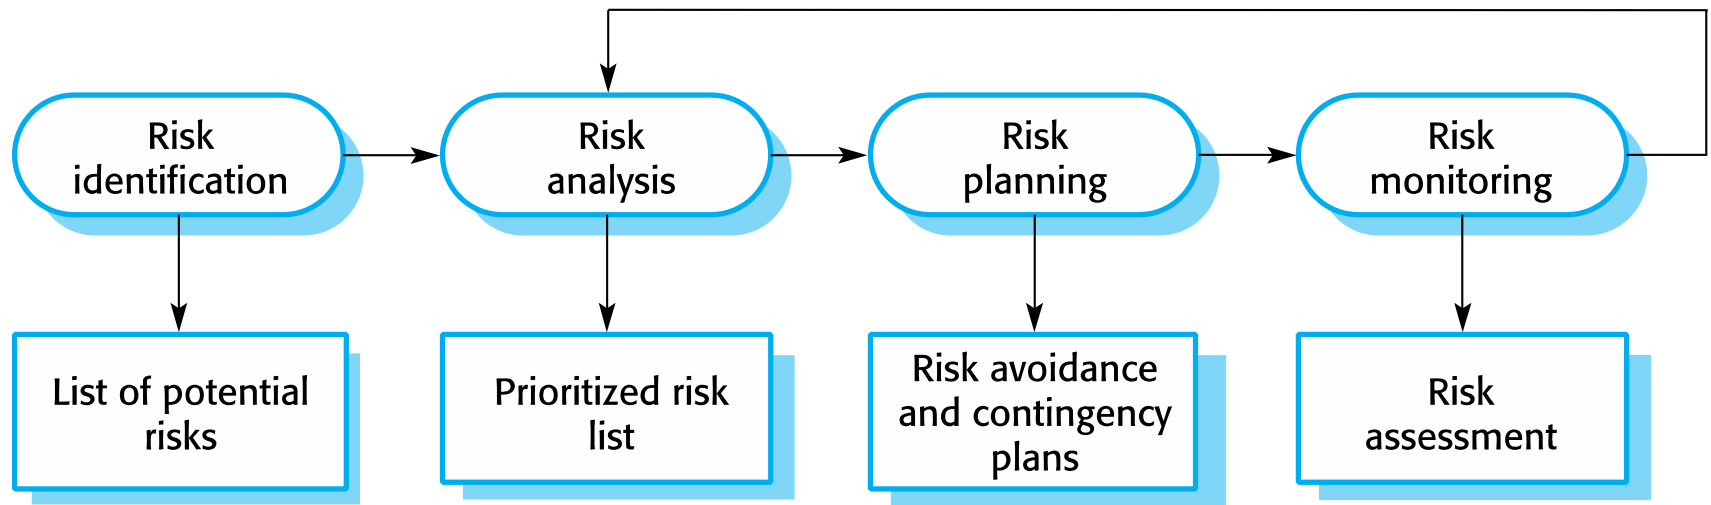 Risk
identification
Risk
analysis
Risk
planning
Risk
monitoring
List of potential
risks
Prioritized risk
list
Risk avoidance
and contingency
plans
Risk
assessment